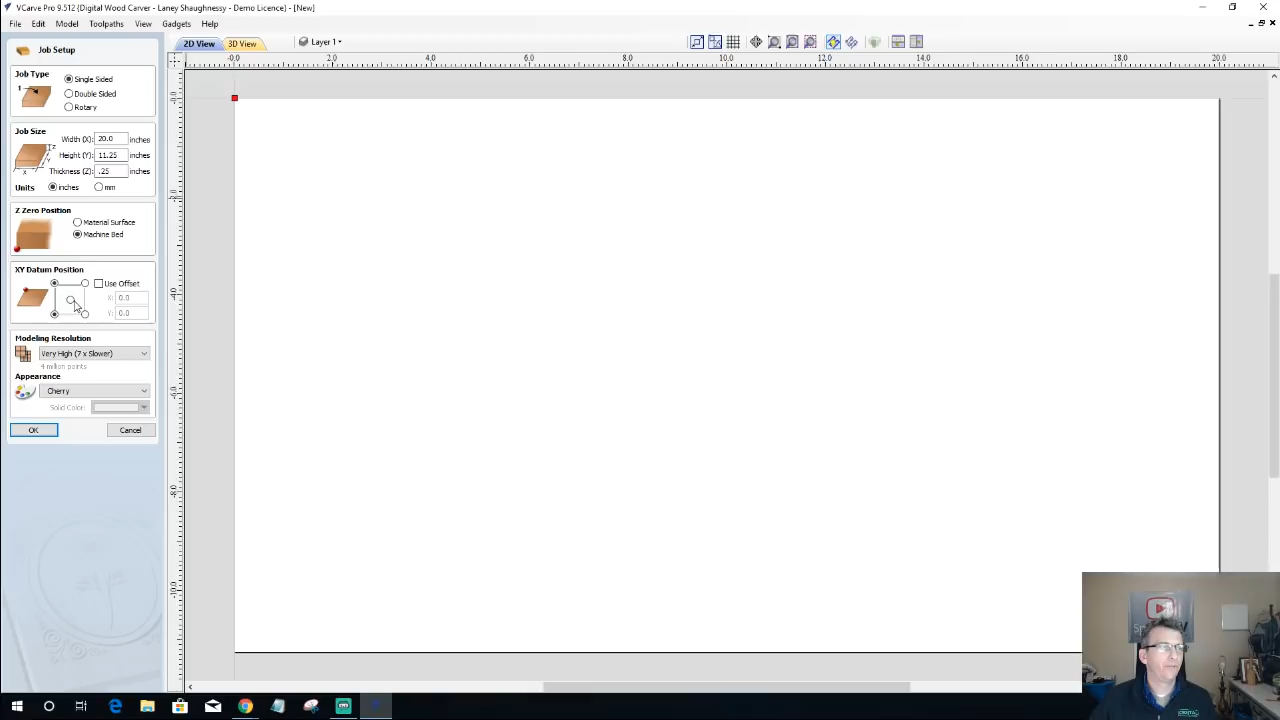 VCarve Pro 9.512 {Digital Wood Carver - Laney Shaughnessy - Demo Licence} - [New]
File Edit Model Toolpaths View Gadgets Help
Job Setup
2D View 3D View Layer 1
-0.0 2.0 4.0 6.0 8.0 10.0 12.0 14.0 16.0 18.0 20.0
Job Type
Single Sided
Double Sided
Rotary
Job Size
Width (X): 20.0 inches
Height (Y): 11.25 inches
Thickness (Z): .25 inches
Units inches mm
Z Zero Position
Material Surface
Machine Bed
XY Datum Position
Use Offset
X: 0.0
Y: 0.0
Modeling Resolution
Very High (7 x Slower)
4 million points
Appearance
Cherry
Solid Color:
OK Cancel